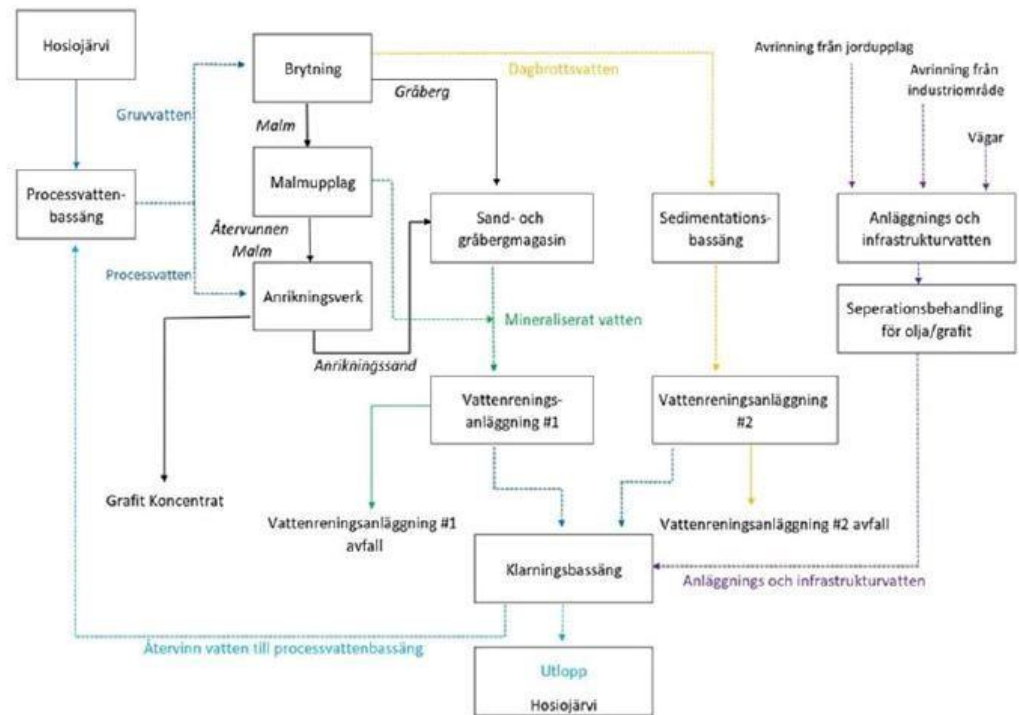 Hosiojärvi
Brytning
Dagbrottsvatten
Avrinning från jordupplag
Avrinning från
industriområde
Gråberg
Gruvvatten
Malm
Vägar
Processvatten-
bassäng
Malmupplag
Sand- och
gråbergmagasin
Sedimentations-
bassäng
Anläggnings och
infrastrukturvatten
Återvunnen
Malm
Processvatten
Anrikningsverk
Mineraliserat vatten
Seperationsbehandling
för olja/grafit
Anrikningssand
Vattenrenings-
anläggning #1
Vattenreningsanläggning
#2
Grafit Koncentrat
Vattenreningsanläggning #1
avfall
Vattenreningsanläggning #2 avfall
Klarningsbassäng
Anläggnings och infrastrukturvatten
Återvinn vatten till processvattenbassäng
Utlopp
Hosiojärvi